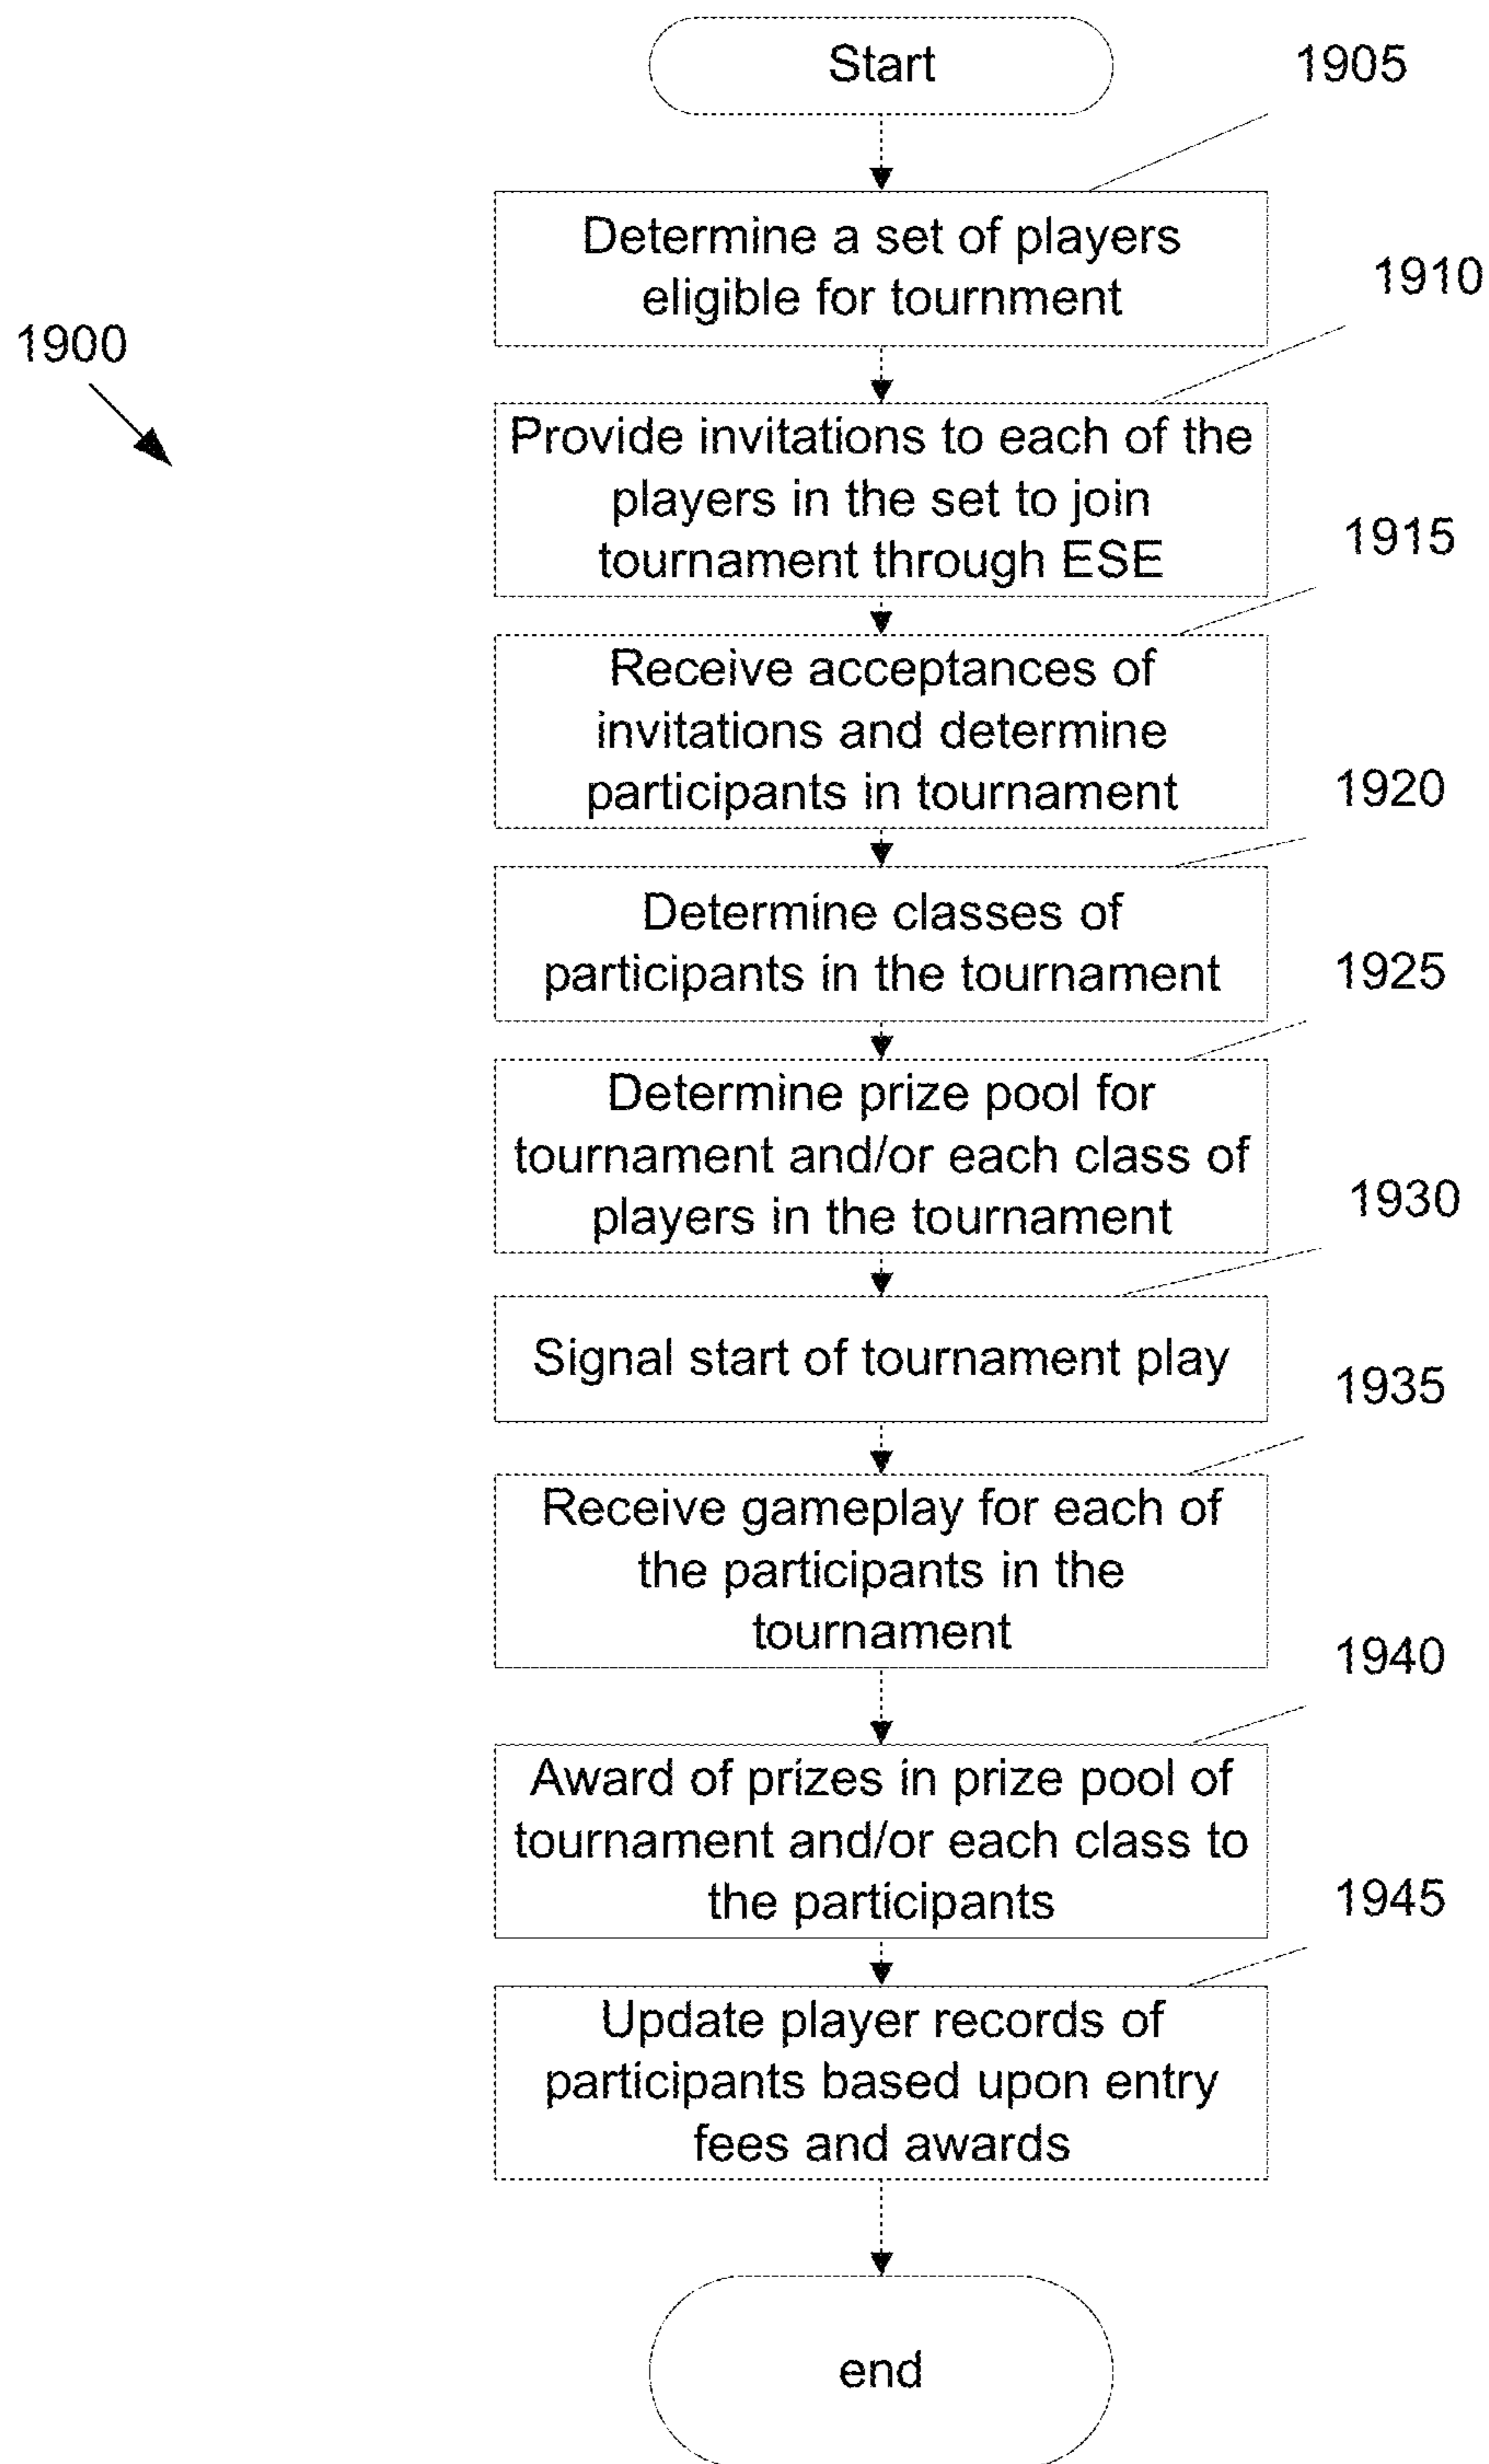 Start
1905
Determine a set of players
eligible for tournment
1910
1900
Provide invitations to each of the
players in the set to join
tournament through ESE
1915
Receive acceptances of
invitations and determine
participants in tournament
1920
Determine classes of
participants in the tournament
1925
Determine prize pool for
tournament and/or each class of
players in the tournament
1930
Signal start of tournament play
1935
Receive gameplay for each of
the participants in the
tournament
1940
Award of prizes in prize pool of
tournament and/or each class to
the participants
1945
Update player records of
participants based upon entry
fees and awards
end